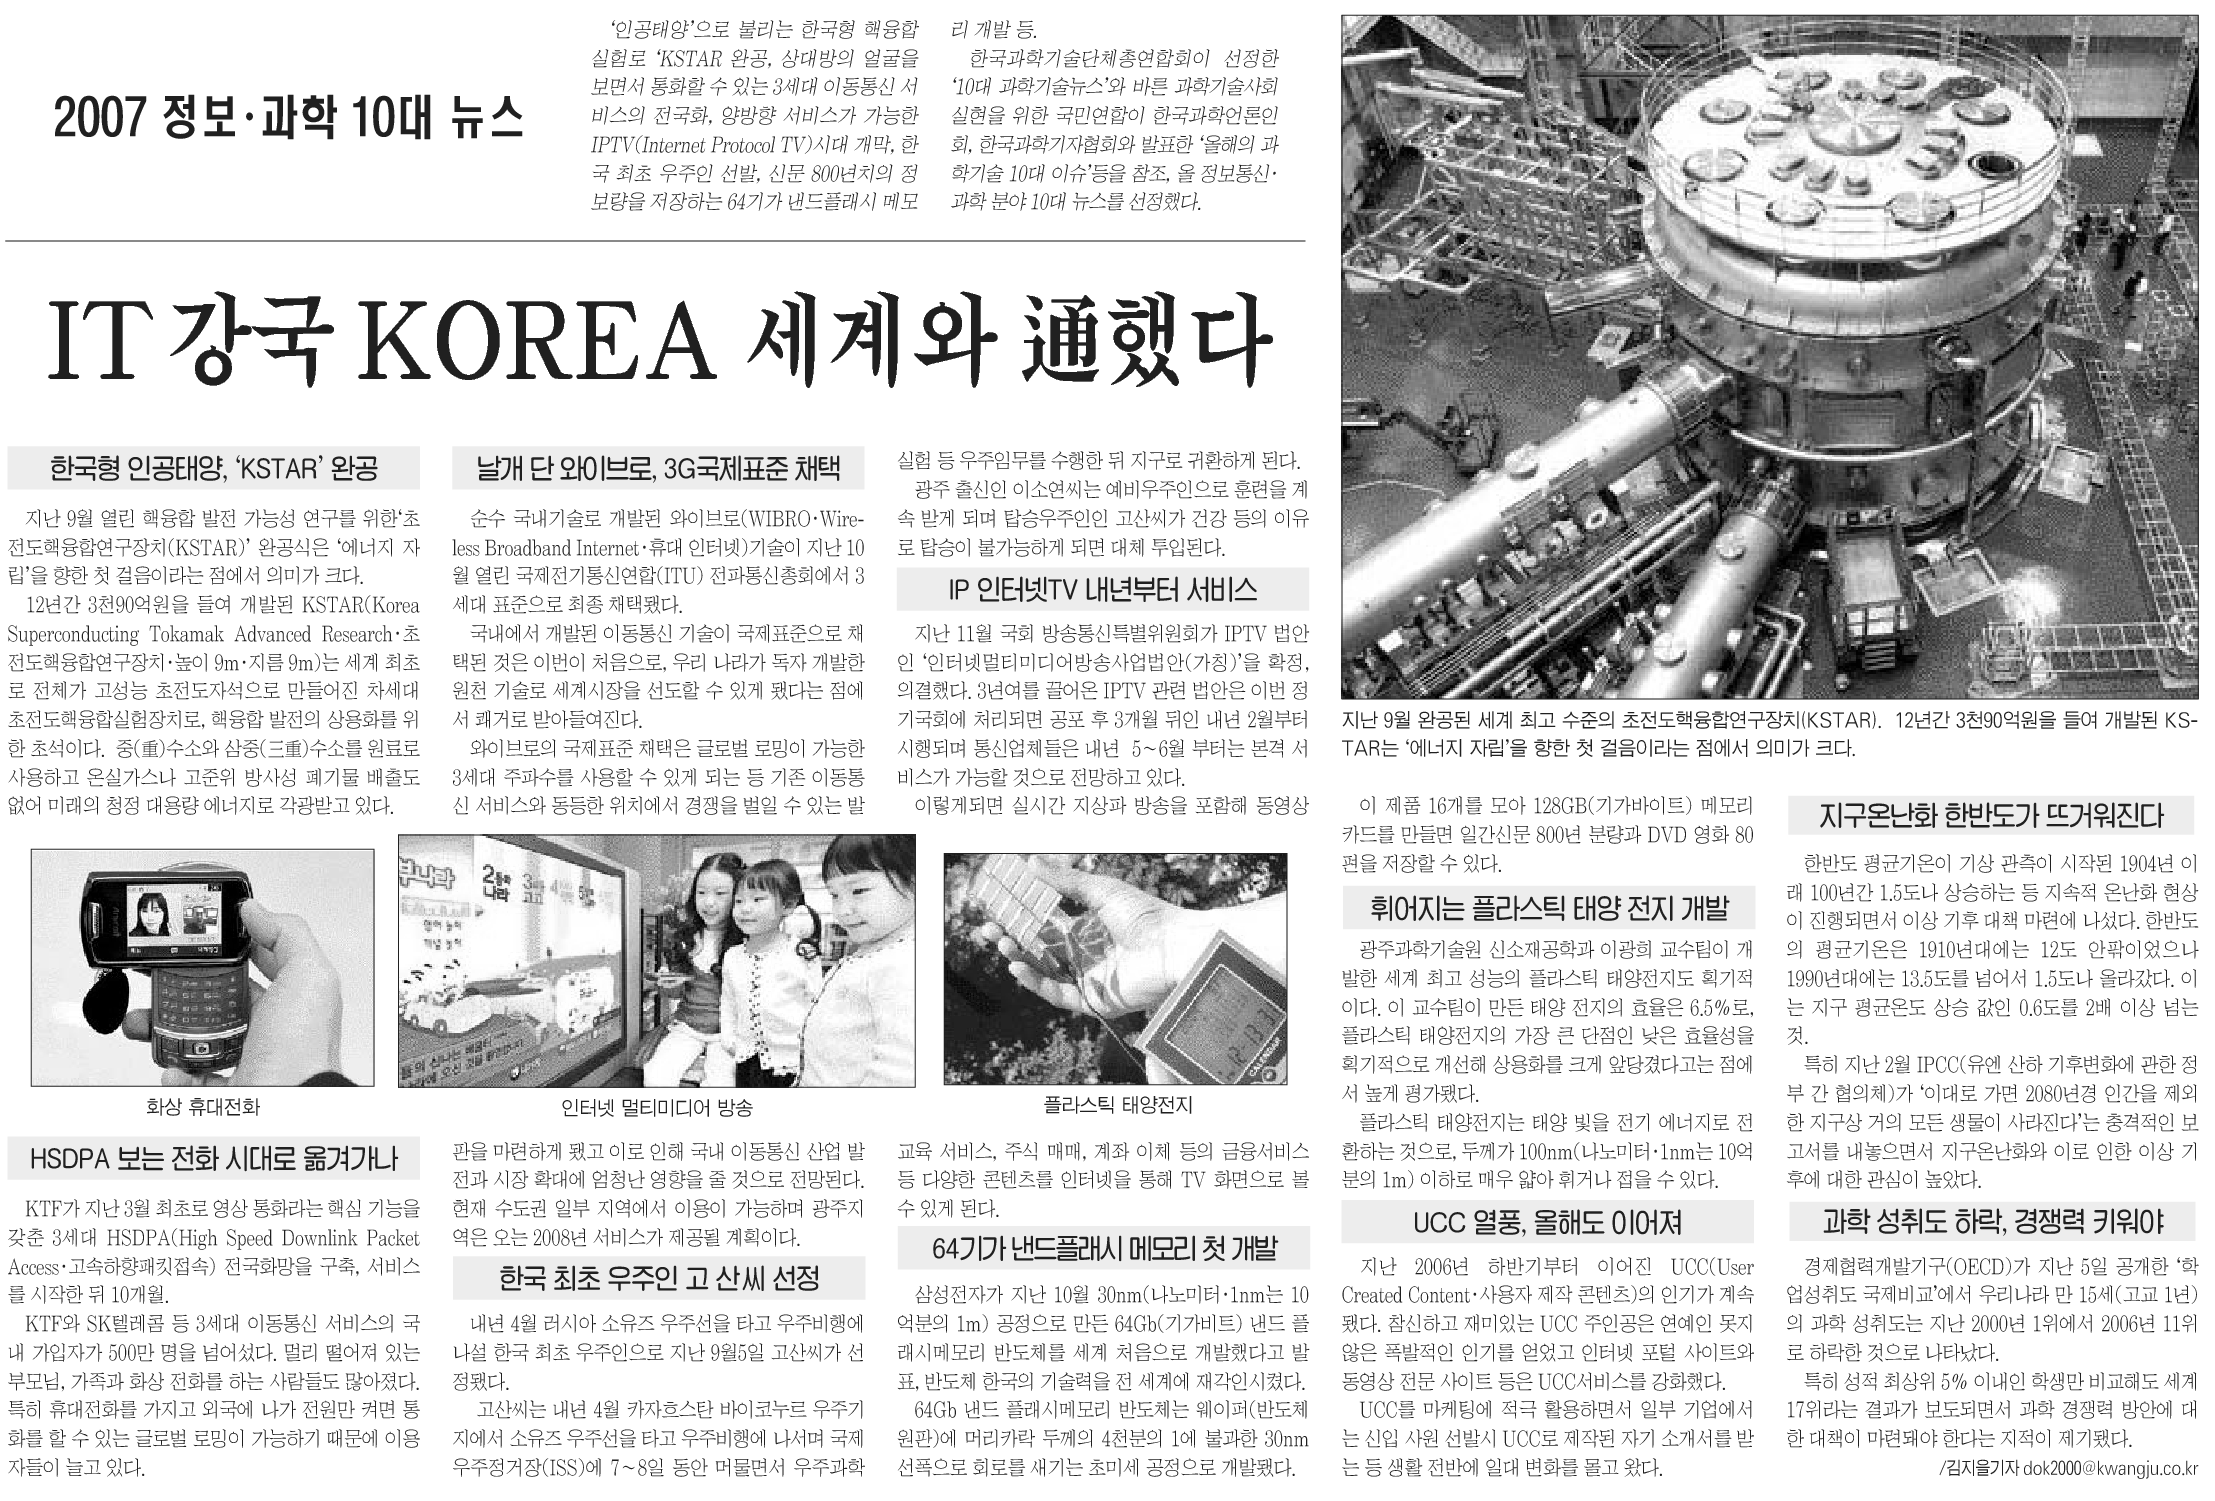 2007 정보·과학 10대 뉴스
‘인공태양’으로 불리는 한국형 핵융합
실험로 ‘KSTAR 완공, 상대방의 얼굴을
보면서 통화할 수 있는 3세대 이동통신 서
비스의 전국화, 양방향 서비스가 가능한
IPTV(Internet Protocol TV)시대 개막, 한
국 최초 우주인 선발, 신문 800년치의 정
보량을 저장하는 64기가 낸드플래시 메모
리 개발 등.
한국과학기술단체총연합회이 선정한
‘10대 과학기술뉴스’와 바른 과학기술사회
실현을 위한 국민연합이 한국과학언론인
회, 한국과학기자협회와 발표한 ‘올해의 과
학기술 10대 이슈’등을 참조, 올 정보통신·
과학 분야 10대 뉴스를 선정했다.
IT 강국 KOREA 세계와 通했다
한국형 인공태양, ‘KSTAR’ 완공
지난 9월 열린 핵융합 발전 가능성 연구를 위한‘초
전도핵융합연구장치(KSTAR)’ 완공식은 ‘에너지 자
립’을 향한 첫 걸음이라는 점에서 의미가 크다.
12년간 3천90억원을 들여 개발된 KSTAR(Korea
Superconducting Tokamak Advanced Research·초
전도핵융합연구장치·높이 9m·지름 9m)는 세계 최초
로 전체가 고성능 초전도자석으로 만들어진 차세대
초전도핵융합실험장치로, 핵융합 발전의 상용화를 위
한 초석이다. 중(重)수소와 삼중(三重)수소를 원료로
사용하고 온실가스나 고준위 방사성 폐기물 배출도
없어 미래의 청정 대용량 에너지로 각광받고 있다.
화상 휴대전화
HSDPA 보는 전화 시대로 옮겨가나
KTF가 지난 3월 최초로 영상 통화라는 핵심 기능을
갖춘 3세대 HSDPA(High Speed Downlink Packet
Access·고속하향패킷접속) 전국화망을 구축, 서비스
를 시작한 뒤 10개월.
KTF와 SK텔레콤 등 3세대 이동통신 서비스의 국
내 가입자가 500만 명을 넘어섰다. 멀리 떨어져 있는
부모님, 가족과 화상 전화를 하는 사람들도 많아졌다.
특히 휴대전화를 가지고 외국에 나가 전원만 켜면 통
화를 할 수 있는 글로벌 로밍이 가능하기 때문에 이용
자들이 늘고 있다.
날개 단 와이브로, 3G국제표준 채택
순수 국내기술로 개발된 와이브로(WIBRO·Wire-
less Broadband Internet·휴대 인터넷)기술이 지난 10
월 열린 국제전기통신연합(ITU) 전파통신총회에서 3
세대 표준으로 최종 채택됐다.
국내에서 개발된 이동통신 기술이 국제표준으로 채
택된 것은 이번이 처음으로, 우리 나라가 독자 개발한
원천 기술로 세계시장을 선도할 수 있게 됐다는 점에
서 쾌거로 받아들여진다.
와이브로의 국제표준 채택은 글로벌 로밍이 가능한
3세대 주파수를 사용할 수 있게 되는 등 기존 이동통
신 서비스와 동등한 위치에서 경쟁을 벌일 수 있는 발
인터넷 멀티미디어 방송
판을 마련하게 됐고 이로 인해 국내 이동통신 산업 발
전과 시장 확대에 엄청난 영향을 줄 것으로 전망된다.
현재 수도권 일부 지역에서 이용이 가능하며 광주지
역은 오는 2008년 서비스가 제공될 계획이다.
한국 최초 우주인 고 산씨 선정
내년 4월 러시아 소유즈 우주선을 타고 우주비행에
나설 한국 최초 우주인으로 지난 9월5일 고산씨가 선
정됐다.
고산씨는 내년 4월 카자흐스탄 바이코누르 우주기
지에서 소유즈 우주선을 타고 우주비행에 나서며 국제
우주정거장(ISS)에 7∼8일 동안 머물면서 우주과학
실험 등 우주임무를 수행한 뒤 지구로 귀환하게 된다.
광주 출신인 이소연씨는 예비우주인으로 훈련을 계
속 받게 되며 탑승우주인인 고산씨가 건강 등의 이유
로 탑승이 불가능하게 되면 대체 투입된다.
IP 인터넷TV 내년부터 서비스
지난 11월 국회 방송통신특별위원회가 IPTV 법안
인 ‘인터넷멀티미디어방송사업법안(가칭)’을 확정,
의결했다. 3년여를 끌어온 IPTV 관련 법안은 이번 정
기국회에 처리되면 공포 후 3개월 뒤인 내년 2월부터
시행되며 통신업체들은 내년 5∼6월 부터는 본격 서
비스가 가능할 것으로 전망하고 있다.
이렇게되면 실시간 지상파 방송을 포함해 동영상
플라스틱 태양전지
교육 서비스, 주식 매매, 계좌 이체 등의 금융서비스
등 다양한 콘텐츠를 인터넷을 통해 TV 화면으로 볼
수 있게 된다.
64기가 낸드플래시 메모리 첫 개발
삼성전자가 지난 10월 30nm(나노미터·1nm는 10
억분의 1m) 공정으로 만든 64Gb(기가비트) 낸드 플
래시메모리 반도체를 세계 처음으로 개발했다고 발
표, 반도체 한국의 기술력을 전 세계에 재각인시켰다.
64Gb 낸드 플래시메모리 반도체는 웨이퍼(반도체
원판)에 머리카락 두께의 4천분의 1에 불과한 30nm
선폭으로 회로를 새기는 초미세 공정으로 개발됐다.
지난 9월 완공된 세계 최고 수준의 초전도핵융합연구장치(KSTAR). 12년간 3천90억원을 들여 개발된 KS-
TAR는 ‘에너지 자립’을 향한 첫 걸음이라는 점에서 의미가 크다.
이 제품 16개를 모아 128GB(기가바이트) 메모리
카드를 만들면 일간신문 800년 분량과 DVD 영화 80
편을 저장할 수 있다.
휘어지는 플라스틱 태양 전지 개발
광주과학기술원 신소재공학과 이광희 교수팀이 개
발한 세계 최고 성능의 플라스틱 태양전지도 획기적
이다. 이 교수팀이 만든 태양 전지의 효율은 6.5%로,
플라스틱 태양전지의 가장 큰 단점인 낮은 효율성을
획기적으로 개선해 상용화를 크게 앞당겼다고는 점에
서 높게 평가됐다.
플라스틱 태양전지는 태양 빛을 전기 에너지로 전
환하는 것으로, 두께가 100nm(나노미터·1nm는 10억
분의 1m) 이하로 매우 얇아 휘거나 접을 수 있다.
UCC 열풍, 올해도 이어져
지난 2006년 하반기부터 이어진 UCC(User
Created Content·사용자 제작 콘텐츠)의 인기가 계속
됐다. 참신하고 재미있는 UCC 주인공은 연예인 못지
않은 폭발적인 인기를 얻었고 인터넷 포털 사이트와
동영상 전문 사이트 등은 UCC서비스를 강화했다.
UCC를 마케팅에 적극 활용하면서 일부 기업에서
는 신입 사원 선발시 UCC로 제작된 자기 소개서를 받
는 등 생활 전반에 일대 변화를 몰고 왔다.
지구온난화 한반도가 뜨거워진다
한반도 평균기온이 기상 관측이 시작된 1904년 이
래 100년간 1.5도나 상승하는 등 지속적 온난화 현상
이 진행되면서 이상 기후 대책 마련에 나섰다. 한반도
의 평균기온은 1910년대에는 12도 안팎이었으나
1990년대에는 13.5도를 넘어서 1.5도나 올라갔다. 이
는 지구 평균온도 상승 값인 0.6도를 2배 이상 넘는
것.
특히 지난 2월 IPCC(유엔 산하 기후변화에 관한 정
부 간 협의체)가 ‘이대로 가면 2080년경 인간을 제외
한 지구상 거의 모든 생물이 사라진다’는 충격적인 보
고서를 내놓으면서 지구온난화와 이로 인한 이상 기
후에 대한 관심이 높았다.
과학 성취도 하락, 경쟁력 키워야
경제협력개발기구(OECD)가 지난 5일 공개한 ‘학
업성취도 국제비교’에서 우리나라 만 15세(고교 1년)
의 과학 성취도는 지난 2000년 1위에서 2006년 11위
로 하락한 것으로 나타났다.
특히 성적 최상위 5% 이내인 학생만 비교해도 세계
17위라는 결과가 보도되면서 과학 경쟁력 방안에 대
한 대책이 마련돼야 한다는 지적이 제기됐다.
/김지을기자 dok2000@kwangju.co.kr